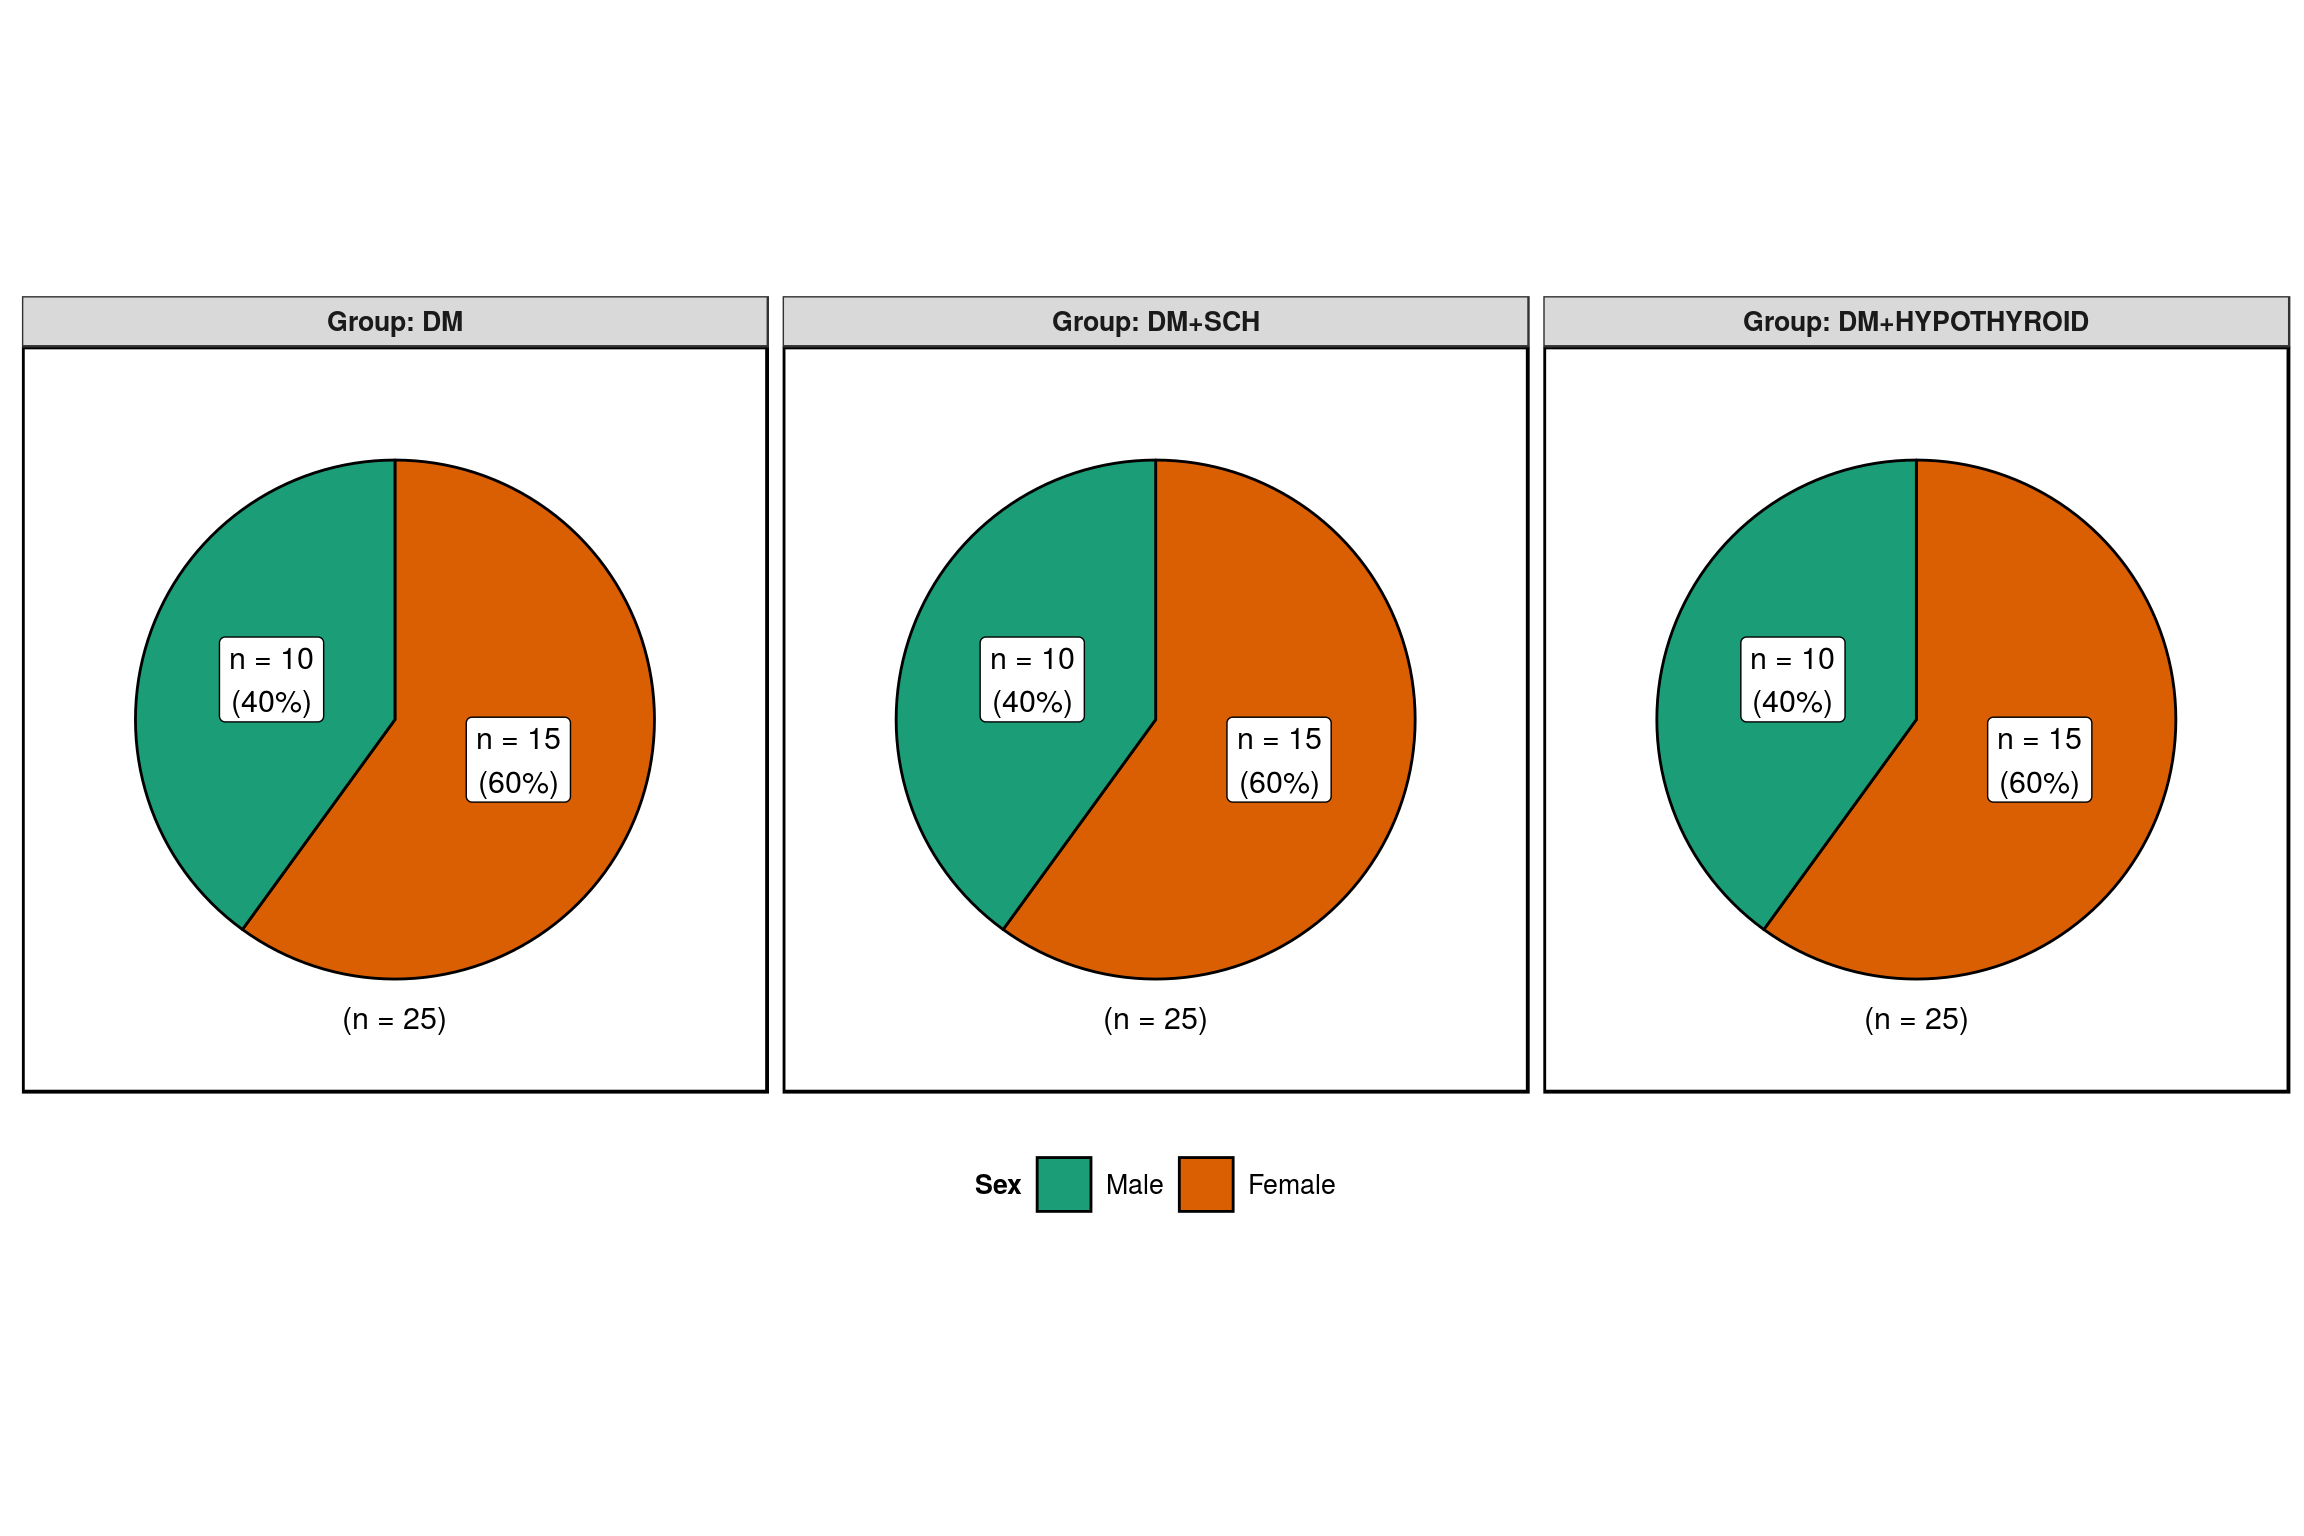 Group: DM
n = 10
(40%)
n = 15
(60%)
(n = 25)
Group: DM+SCH
n = 10
(40%)
n = 15
(60%)
(n = 25)
Group: DM+HYPOTHYROID
n = 10
(40%)
n = 15
(60%)
(n = 25)
Sex Male Female